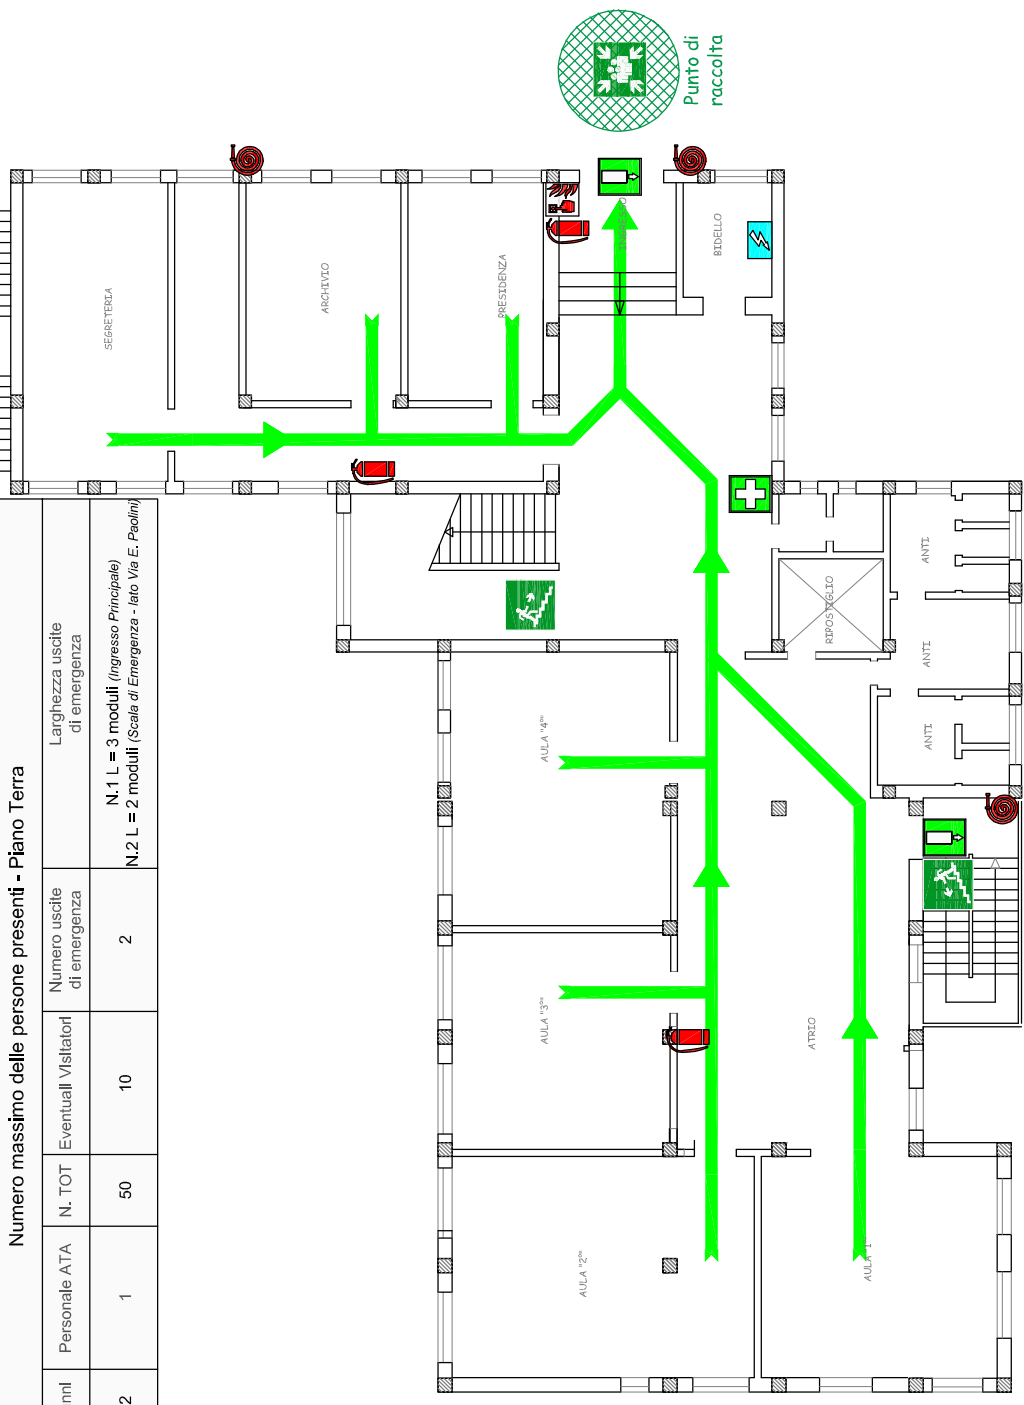 Punto di
raccolta
SEGRETERIA
ARCHIVIO
PRESIDENZA
INGRESSO
BIDELLO
RIPOSTIGLIO
ANTI
ANTI
ANTI
AULA "4°"
AULA "3°"
ATRIO
AULA "2°"
AULA "1°"
Numero massimo delle persone presenti - Piano Terra
Personale ATA
N. TOT
Eventuali Visitatori
Numero uscite
di emergenza
Larghezza uscite
di emergenza
1
50
10
2
N.1 L = 3 moduli (Ingresso Principale)
N.2 L = 2 moduli (Scala di Emergenza - lato Via E. Paolini)
2